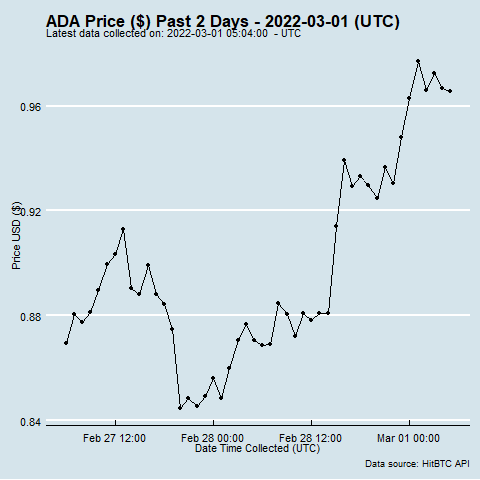 ADA Price ($) Past 2 Days - 2022-03-01 (UTC)
Latest data collected on: 2022-03-01 05:04:00 - UTC
Price USD ($)
0.96
0.92
0.88
0.84
Feb 27 12:00
Feb 28 00:00
Feb 28 12:00
Mar 01 00:00
Date Time Collected (UTC)
Data source: HitBTC API